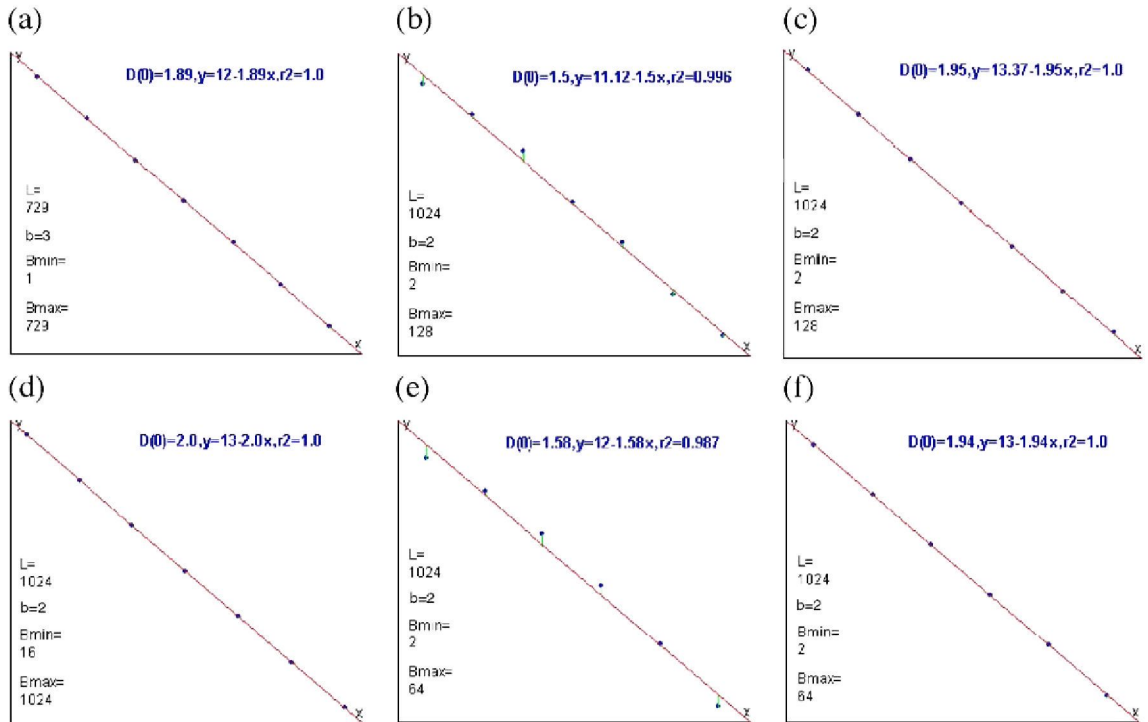 (a)
y
D(0)=1.89,y=12-1.89x,r2=1.0
L=
729
b=3
Bmin=
1
Bmax=
729
x
(b)
y
D(0)=1.5,y=11.12-1.5x,r2=0.996
L=
1024
b=2
Bmin=
2
Bmax=
128
x
(c)
y
D(0)=1.95,y=13.37-1.95x,r2=1.0
L=
1024
b=2
Bmin=
2
Bmax=
128
x
(d)
y
D(0)=2.0,y=13-2.0x,r2=1.0
L=
1024
b=2
Bmin=
16
Bmax=
1024
x
(e)
y
D(0)=1.58,y=12-1.58x,r2=0.987
L=
1024
b=2
Bmin=
2
Bmax=
64
x
(f)
y
D(0)=1.94,y=13-1.94x,r2=1.0
L=
1024
b=2
Bmin=
2
Bmax=
64
x